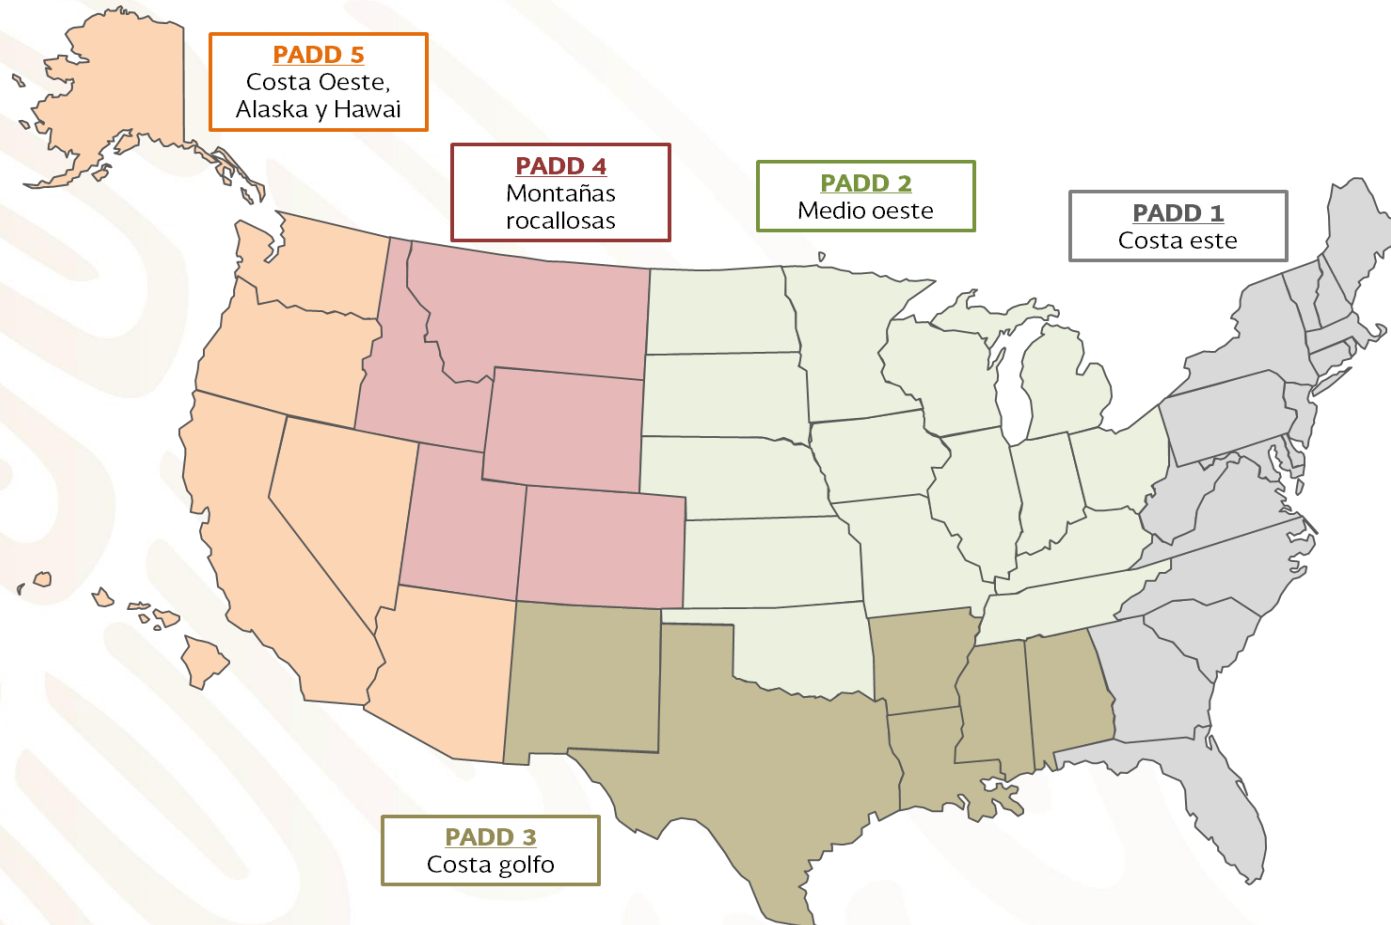 PADD 5
Costa Oeste,
Alaska y Hawai
PADD 4
Montañas
rocallosas
PADD 2
Medio oeste
PADD 1
Costa este
PADD 3
Costa golfo